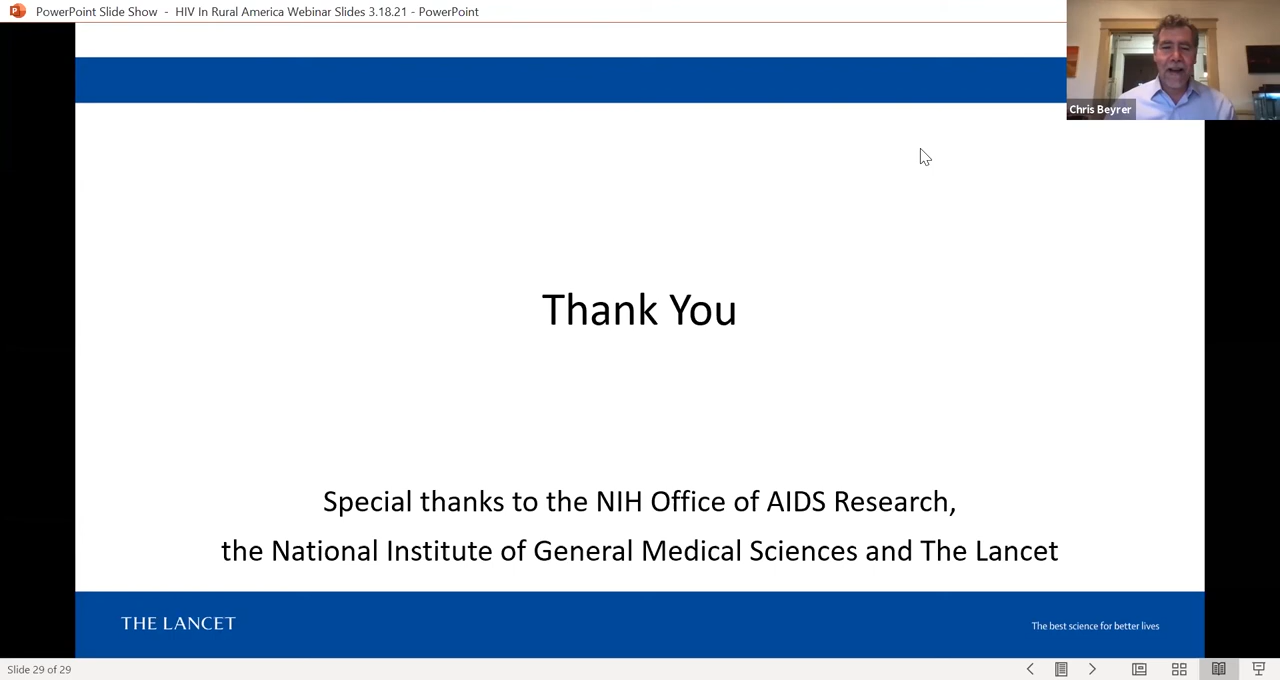 PowerPoint Slide Show - HIV In Rural America Webinar Slides 3.18.21 - PowerPoint
Chris Beyrer
Thank You
Special thanks to the NIH Office of AIDS Research,
the National Institute of General Medical Sciences and The Lancet
THE LANCET
The best science for better lives
Slide 29 of 29